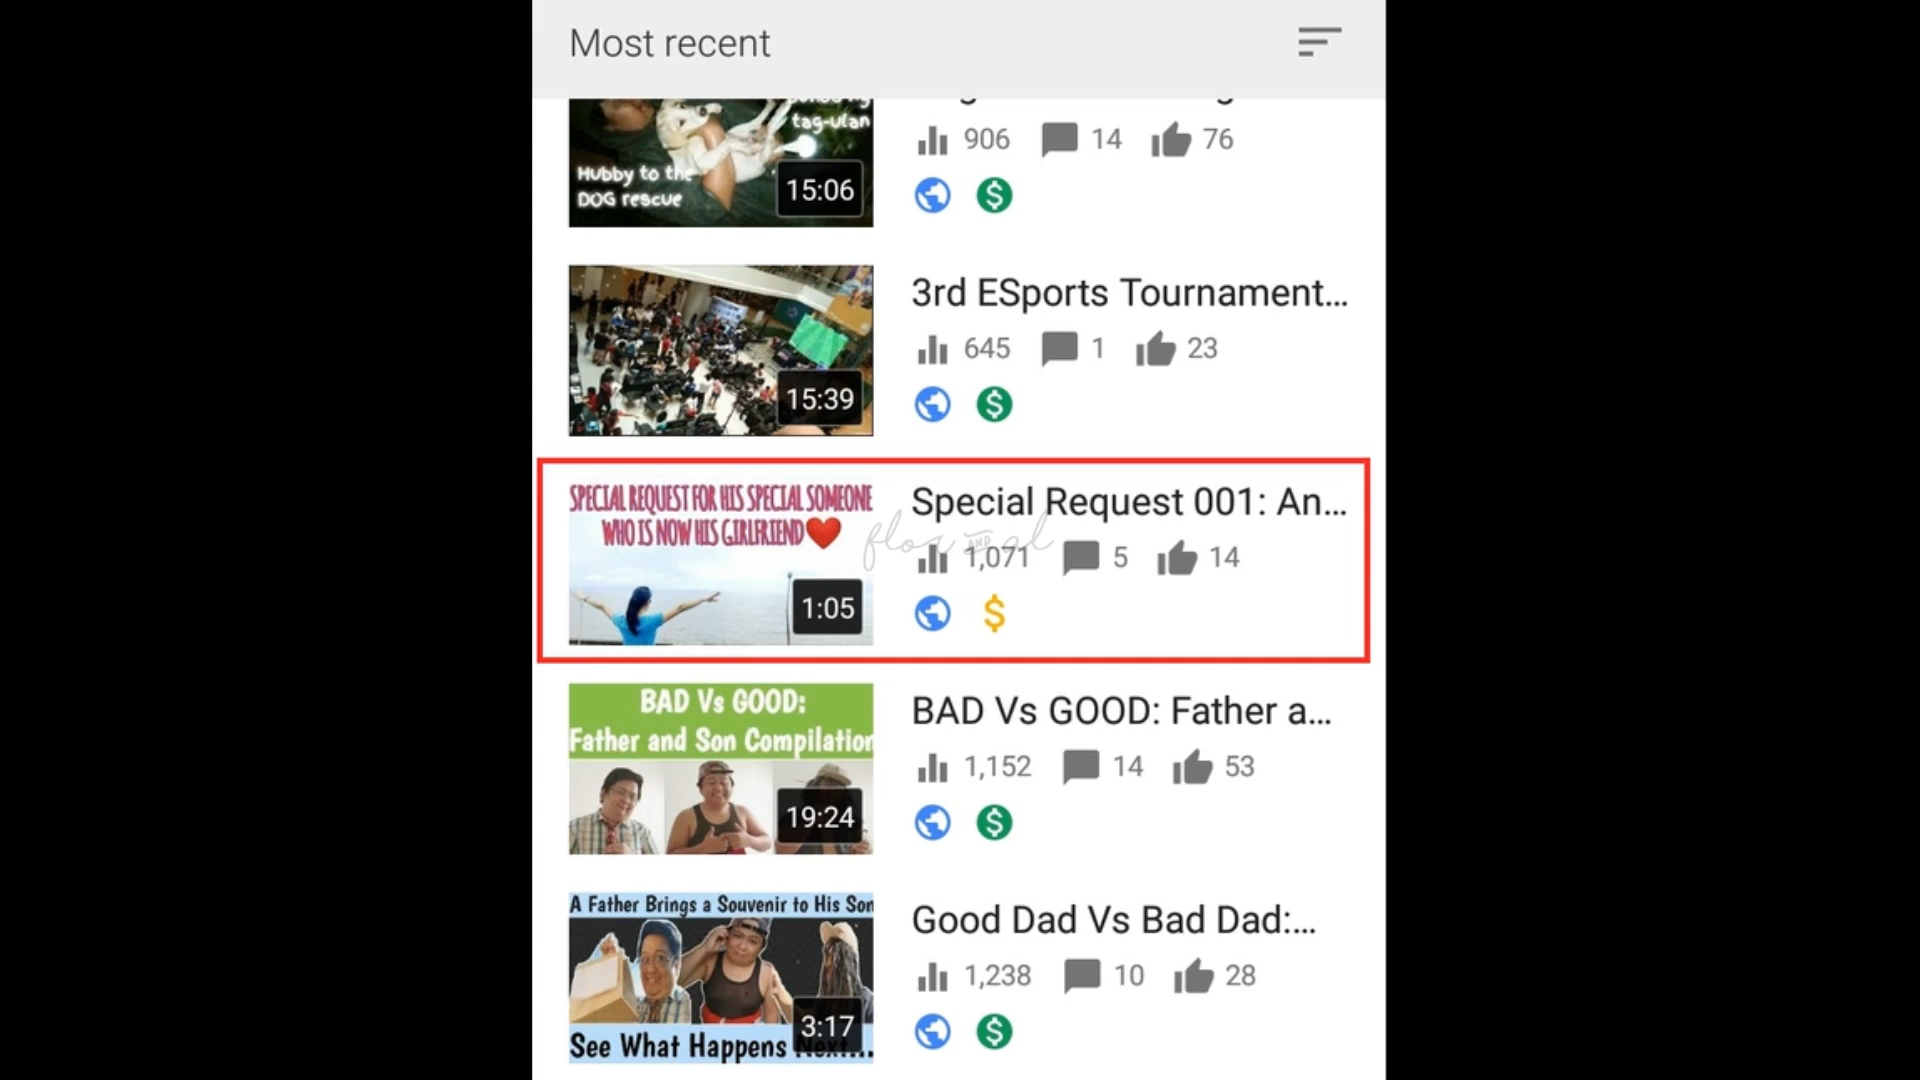 Most recent
tag-ulan
Hubby to the
DOG rescue
15:06
906 14 76
3rd ESports Tournament...
15:39
645 1 23
SPECIAL REQUEST FOR HIS SPECIAL SOMEONE
WHO IS NOW HIS GIRLFRIEND❤
1:05
Special Request 001: An...
1,071 5 14
BAD Vs GOOD:
Father and Son Compilation
19:24
BAD Vs GOOD: Father a...
1,152 14 53
A Father Brings a Souvenir to His Son
3:17
See What Happens Next...
Good Dad Vs Bad Dad:...
1,238 10 28